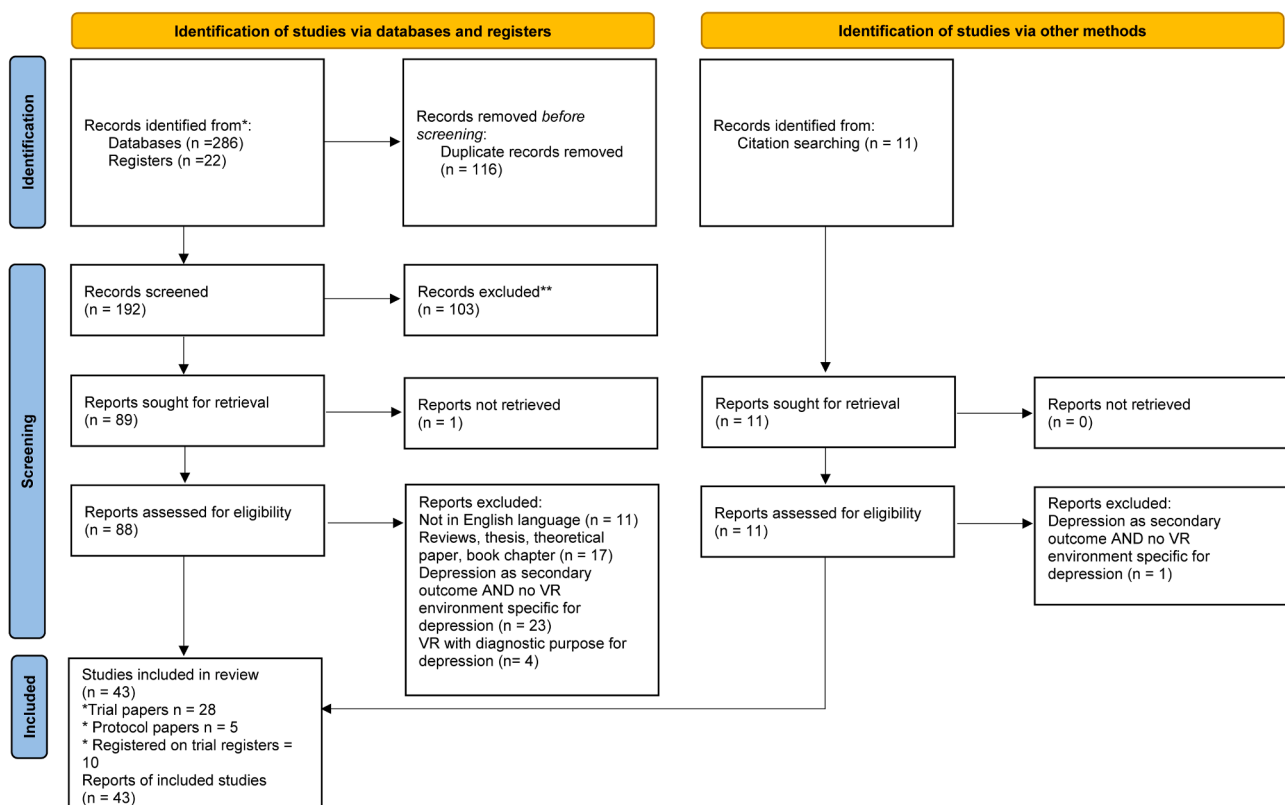 Identification of studies via databases and registers
Identification of studies via other methods
Identification
Records identified from*:
Databases (n =286)
Registers (n =22)
Records removed before
screening:
Duplicate records removed
(n = 116)
Records identified from:
Citation searching (n = 11)
Screening
Records screened
(n = 192)
Records excluded**
(n = 103)
Reports sought for retrieval
(n = 89)
Reports not retrieved
(n = 1)
Reports sought for retrieval
(n = 11)
Reports not retrieved
(n = 0)
Reports assessed for eligibility
(n = 88)
Reports excluded:
Not in English language (n = 11)
Reviews, thesis, theoretical
paper, book chapter (n = 17)
Depression as secondary
outcome AND no VR
environment specific for
depression (n = 23)
VR with diagnostic purpose for
depression (n= 4)
Reports assessed for eligibility
(n = 11)
Reports excluded:
Depression as secondary
outcome AND no VR
environment specific for
depression (n = 1)
Included
Studies included in review
(n = 43)
*Trial papers n = 28
* Protocol papers n = 5
* Registered on trial registers =
10
Reports of included studies
(n = 43)